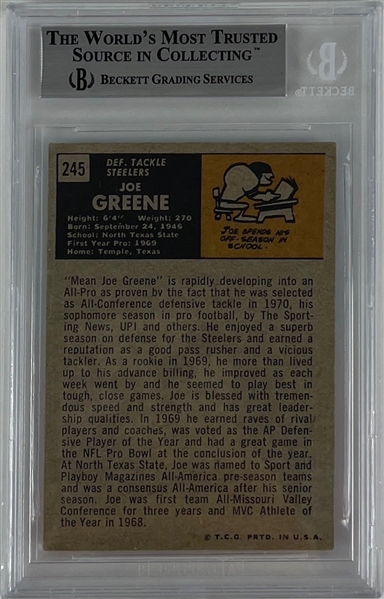 THE WORLD'S MOST TRUSTED
SOURCE IN COLLECTING™
B BECKETT GRADING SERVICES
B
BECKETT
245
DEF. TACKLE
STEELERS
JOE
GREENE
Height: 6'4" Weight: 270
Born: September 24, 1946
School: North Texas State
First Year Pro: 1969
Home: Temple, Texas
JOE SPENDS HIS
OFF-SEASON IN
SCHOOL.
"Mean Joe Greene" is rapidly developing into an
All-Pro as proven by the fact that he was selected
as All-Conference defensive tackle in 1970, his
sophomore season in pro football, by The Sport-
ing News, UPI and others. He enjoyed a superb
season on defense for the Steelers and earned a
reputation as a good pass rusher and a vicious
tackler. As a rookie in 1969, he more than lived
up to his advance billing, he improved as each
week went by and he seemed to play best in
tough, close games. Joe is blessed with tremen-
dous speed and strength and has great leader-
ship qualities. In 1969 he earned raves of rival
players and coaches, was voted the AP Defen-
sive Player of the Year and had a great game in
the NFL Pro Bowl at the conclusion of the year.
At North Texas State, Joe was named to Sport and
Playboy Magazines All-America pre-season teams
and was a consensus All-America after his senior
season. Joe was first team All-Missouri Valley
Conference for three years and MVC Athlete of
the Year in 1968.
© T.C.G. PRTD. IN U.S.A.